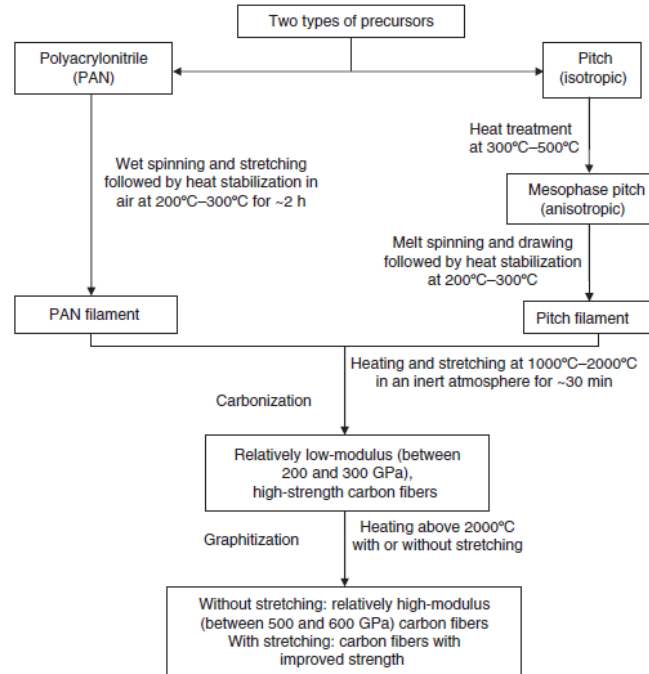 Two types of precursors
Polyacrylonitrile
(PAN)
Pitch
(isotropic)
Heat treatment
at 300ºC–500ºC
Wet spinning and stretching
followed by heat stabilization in
air at 200ºC–300ºC for ~2 h
Mesophase pitch
(anisotropic)
Melt spinning and drawing
followed by heat stabilization
at 200ºC–300ºC
PAN filament
Pitch filament
Heating and stretching at 1000ºC–2000ºC
in an inert atmosphere for ~30 min
Carbonization
Relatively low-modulus (between
200 and 300 GPa),
high-strength carbon fibers
Graphitization
Heating above 2000ºC
with or without stretching
Without stretching: relatively high-modulus
(between 500 and 600 GPa) carbon fibers
With stretching: carbon fibers with
improved strength